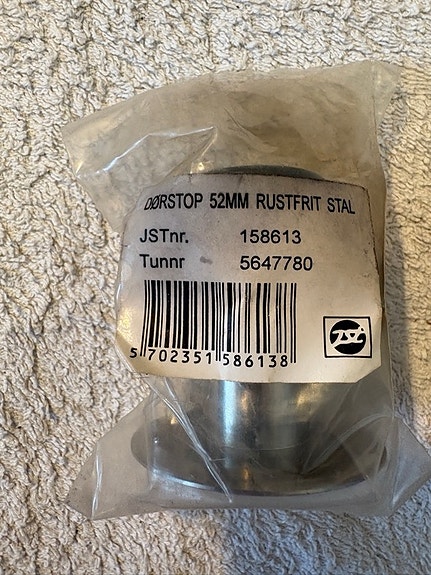 DØRSTOP 52MM RUSTFRIT STAL
JSTnr. 158613
Tunnr 5647780
5 702351 586138